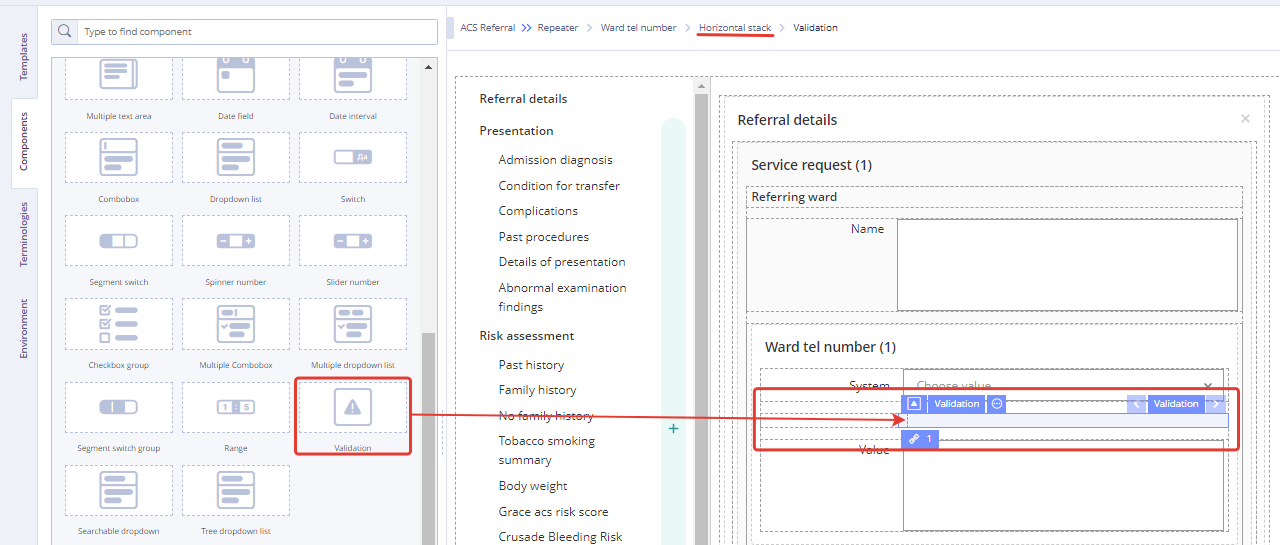 Templates
Components
Terminologies
Environment
Type to find component
Multiple text area
Date field
Date interval
Combobox
Dropdown list
Да
Switch
Segment switch
Spinner number
Slider number
Checkbox group
Multiple Combobox
Multiple dropdown list
1 : 5
Segment switch group
Range
Validation
Searchable dropdown
Tree dropdown list
ACS Referral
Repeater
Ward tel number
Horizontal stack
Validation
Referral details
Presentation
Admission diagnosis
Condition for transfer
Complications
Past procedures
Details of presentation
Abnormal examination
findings
Risk assessment
Past history
Family history
No family history
Tobacco smoking
summary
Body weight
Grace acs risk score
Crusade Bleeding Risk
Referral details
Service request (1)
Referring ward
Name
Ward tel number (1)
System
Choose value
Validation
Validation
1
Value